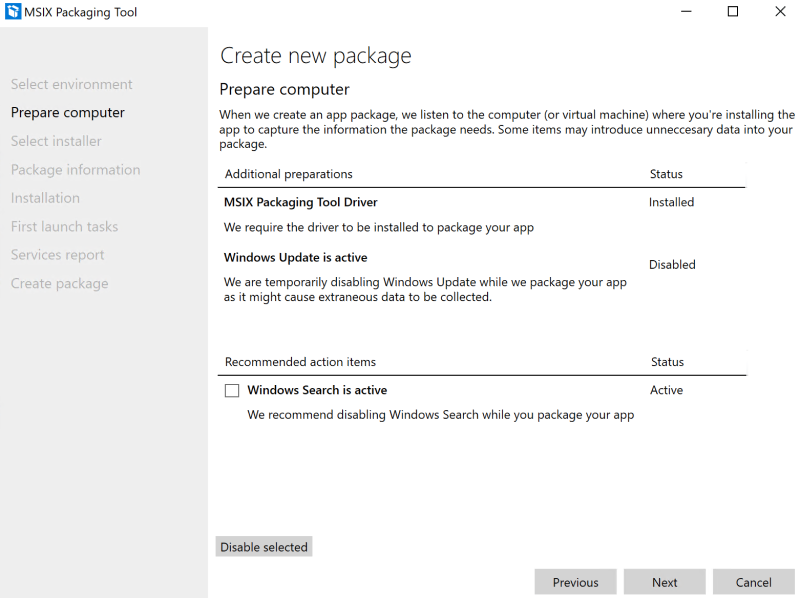 MSIX Packaging Tool
Select environment
Prepare computer
Select installer
Package information
Installation
First launch tasks
Services report
Create package
Create new package
Prepare computer
When we create an app package, we listen to the computer (or virtual machine) where you're installing the
app to capture the information the package needs. Some items may introduce unneccesary data into your
package.
Additional preparations Status
MSIX Packaging Tool Driver Installed
We require the driver to be installed to package your app
Windows Update is active
Disabled
We are temporarily disabling Windows Update while we package your app
as it might cause extraneous data to be collected.
Recommended action items Status
Windows Search is active Active
We recommend disabling Windows Search while you package your app
Disable selected
Previous Next Cancel